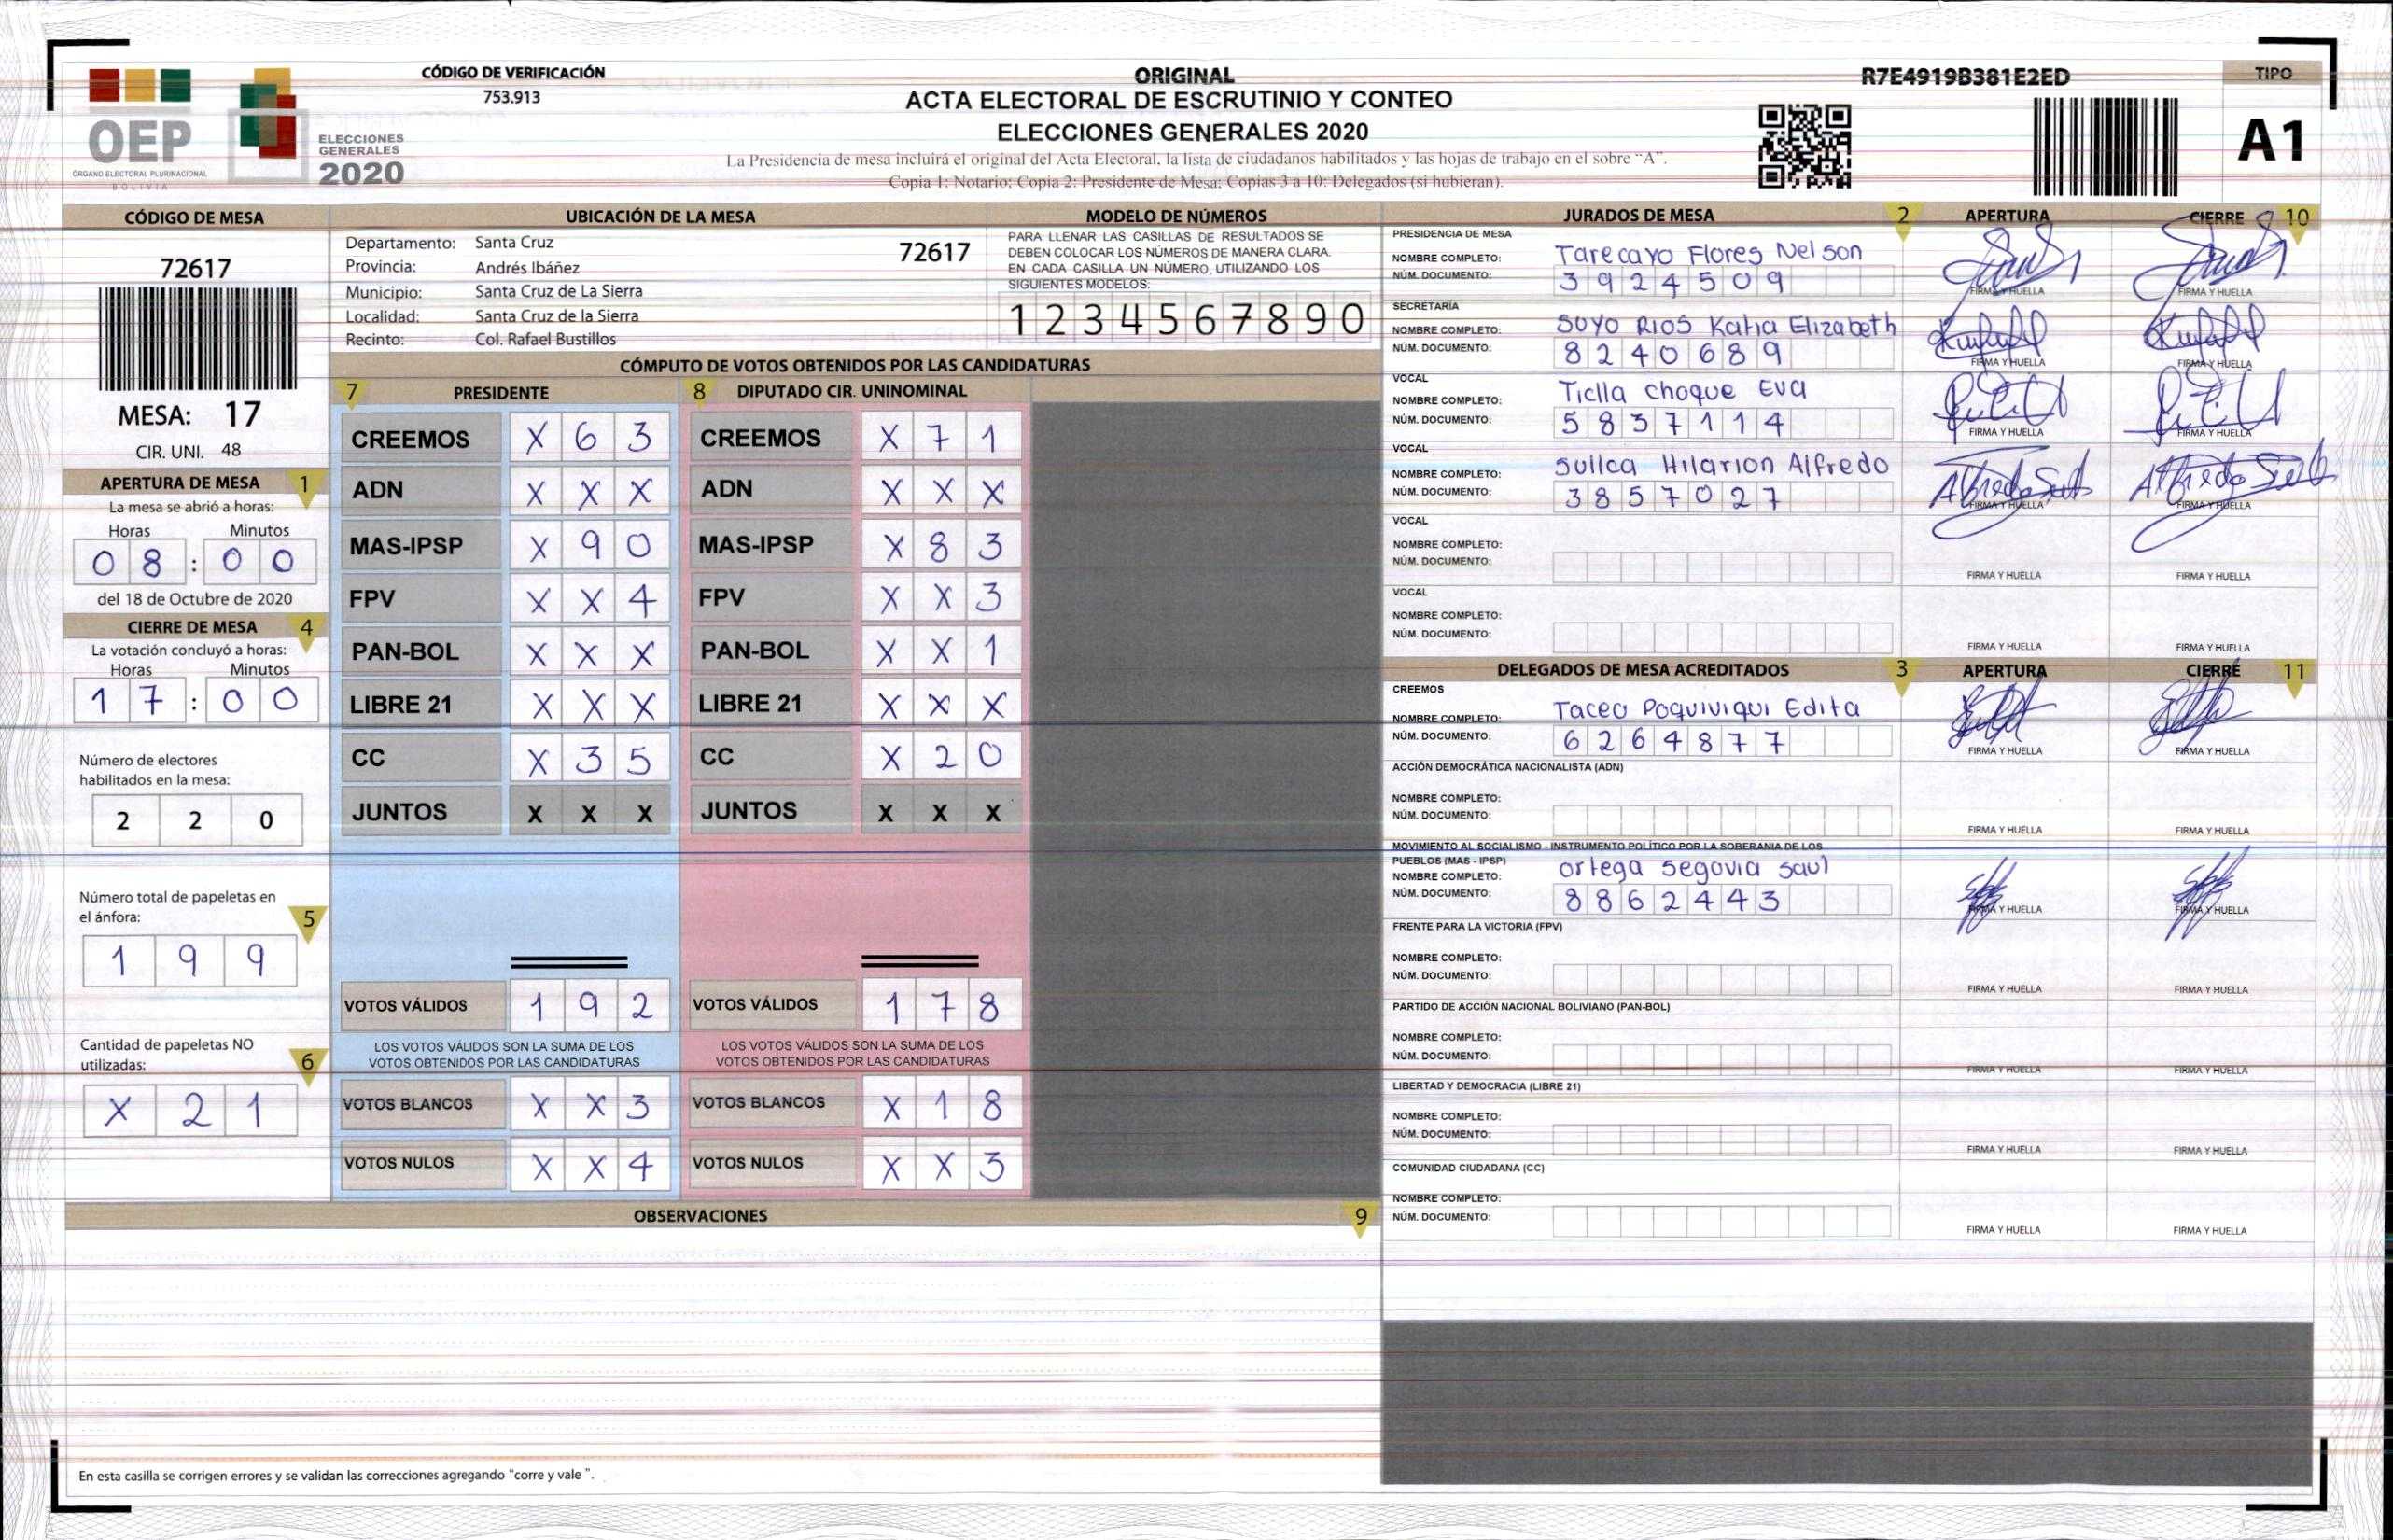 CÓDIGO DE VERIFICACIÓN
753.913
OEP
ÓRGANO ELECTORAL PLURINACIONAL
BOLIVIA
ELECCIONES
GENERALES
2020
ORIGINAL
ACTA ELECTORAL DE ESCRUTINIO Y CONTEO
ELECCIONES GENERALES 2020
La Presidencia de mesa incluirá el original del Acta Electoral, la lista de ciudadanos habilitados y las hojas de trabajo en el sobre "A".
Copia 1: Notario; Copia 2: Presidente de Mesa; Copias 3 a 10: Delegados (si hubieran).
R7E4919B381E2ED
TIPO
A1
CÓDIGO DE MESA
72617
MESA: 17
CIR. UNI. 48
APERTURA DE MESA 1
La mesa se abrió a horas:
Horas Minutos
0 8 : 0 0
del 18 de Octubre de 2020
CIERRE DE MESA 4
La votación concluyó a horas:
Horas Minutos
1 7 : 0 0
Número de electores
habilitados en la mesa:
2 2 0
Número total de papeletas en
el ánfora: 5
1 9 9
Cantidad de papeletas NO
utilizadas: 6
X 2 1
UBICACIÓN DE LA MESA
Departamento: Santa Cruz 72617
Provincia: Andrés Ibáñez
Municipio: Santa Cruz de La Sierra
Localidad: Santa Cruz de la Sierra
Recinto: Col. Rafael Bustillos
MODELO DE NÚMEROS
PARA LLENAR LAS CASILLAS DE RESULTADOS SE
DEBEN COLOCAR LOS NÚMEROS DE MANERA CLARA.
EN CADA CASILLA UN NÚMERO, UTILIZANDO LOS
SIGUIENTES MODELOS:
1 2 3 4 5 6 7 8 9 0
CÓMPUTO DE VOTOS OBTENIDOS POR LAS CANDIDATURAS
7 PRESIDENTE
CREEMOS X 6 3
ADN X X X
MAS-IPSP X 9 0
FPV X X 4
PAN-BOL X X X
LIBRE 21 X X X
CC X 3 5
JUNTOS X X X
VOTOS VÁLIDOS 1 9 2
LOS VOTOS VÁLIDOS SON LA SUMA DE LOS
VOTOS OBTENIDOS POR LAS CANDIDATURAS
VOTOS BLANCOS X X 3
VOTOS NULOS X X 4
8 DIPUTADO CIR. UNINOMINAL
CREEMOS X 7 1
ADN X X X
MAS-IPSP X 8 3
FPV X X 3
PAN-BOL X X 1
LIBRE 21 X X X
CC X 2 0
JUNTOS X X X
VOTOS VÁLIDOS 1 7 8
LOS VOTOS VÁLIDOS SON LA SUMA DE LOS
VOTOS OBTENIDOS POR LAS CANDIDATURAS
VOTOS BLANCOS X 1 8
VOTOS NULOS X X 3
OBSERVACIONES 9
En esta casilla se corrigen errores y se validan las correcciones agregando "corre y vale ".
JURADOS DE MESA 2 APERTURA CIERRE 10
PRESIDENCIA DE MESA
NOMBRE COMPLETO: Tarecayo Flores Nelson
NÚM. DOCUMENTO: 3 9 2 4 5 0 9
FIRMA Y HUELLA FIRMA Y HUELLA
SECRETARÍA
NOMBRE COMPLETO: SUYO RIOS Katia Elizabeth
NÚM. DOCUMENTO: 8 2 4 0 6 8 9
FIRMA Y HUELLA FIRMA Y HUELLA
VOCAL
NOMBRE COMPLETO: Ticlla choque Eva
NÚM. DOCUMENTO: 5 8 3 7 1 1 4
FIRMA Y HUELLA FIRMA Y HUELLA
VOCAL
NOMBRE COMPLETO: Sullca Hilarion Alfredo
NÚM. DOCUMENTO: 3 8 5 7 0 2 7
FIRMA Y HUELLA FIRMA Y HUELLA
VOCAL
NOMBRE COMPLETO:
NÚM. DOCUMENTO:
FIRMA Y HUELLA FIRMA Y HUELLA
VOCAL
NOMBRE COMPLETO:
NÚM. DOCUMENTO:
FIRMA Y HUELLA FIRMA Y HUELLA
DELEGADOS DE MESA ACREDITADOS 3 APERTURA CIERRE 11
CREEMOS
NOMBRE COMPLETO: Taceo Poquiviqui Edita
NÚM. DOCUMENTO: 6 2 6 4 8 7 7
FIRMA Y HUELLA FIRMA Y HUELLA
ACCIÓN DEMOCRÁTICA NACIONALISTA (ADN)
NOMBRE COMPLETO:
NÚM. DOCUMENTO:
FIRMA Y HUELLA FIRMA Y HUELLA
MOVIMIENTO AL SOCIALISMO - INSTRUMENTO POLÍTICO POR LA SOBERANIA DE LOS
PUEBLOS (MAS - IPSP)
NOMBRE COMPLETO: Ortega Segovia Saul
NÚM. DOCUMENTO: 8 8 6 2 4 4 3
FIRMA Y HUELLA FIRMA Y HUELLA
FRENTE PARA LA VICTORIA (FPV)
NOMBRE COMPLETO:
NÚM. DOCUMENTO:
FIRMA Y HUELLA FIRMA Y HUELLA
PARTIDO DE ACCIÓN NACIONAL BOLIVIANO (PAN-BOL)
NOMBRE COMPLETO:
NÚM. DOCUMENTO:
FIRMA Y HUELLA FIRMA Y HUELLA
LIBERTAD Y DEMOCRACIA (LIBRE 21)
NOMBRE COMPLETO:
NÚM. DOCUMENTO:
FIRMA Y HUELLA FIRMA Y HUELLA
COMUNIDAD CIUDADANA (CC)
NOMBRE COMPLETO:
NÚM. DOCUMENTO:
FIRMA Y HUELLA FIRMA Y HUELLA